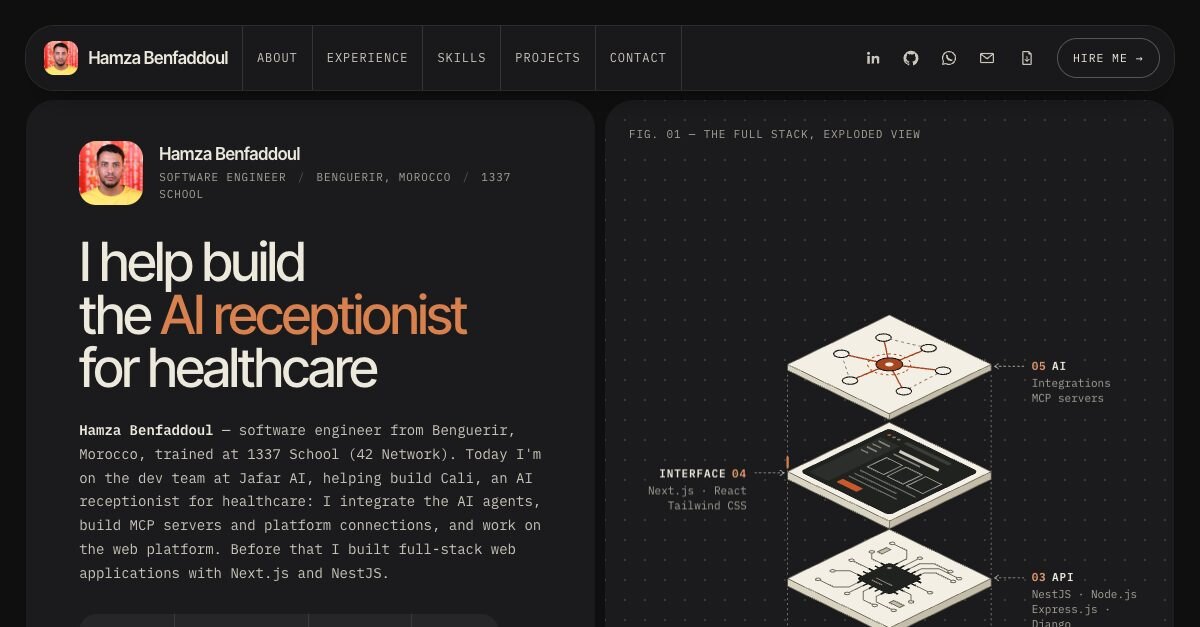 Hamza Benfaddoul
ABOUT
EXPERIENCE
SKILLS
PROJECTS
CONTACT
HIRE ME →
Hamza Benfaddoul
SOFTWARE ENGINEER / BENGUERIR, MOROCCO / 1337
SCHOOL
I help build
the AI receptionist
for healthcare
Hamza Benfaddoul — software engineer from Benguerir,
Morocco, trained at 1337 School (42 Network). Today I'm
on the dev team at Jafar AI, helping build Cali, an AI
receptionist for healthcare: I integrate the AI agents,
build MCP servers and platform connections, and work on
the web platform. Before that I built full-stack web
applications with Next.js and NestJS.
FIG. 01 — THE FULL STACK, EXPLODED VIEW
05 AI
Integrations
MCP servers
INTERFACE 04
Next.js · React
Tailwind CSS
03 API
NestJS · Node.js
Express.js ·
Django